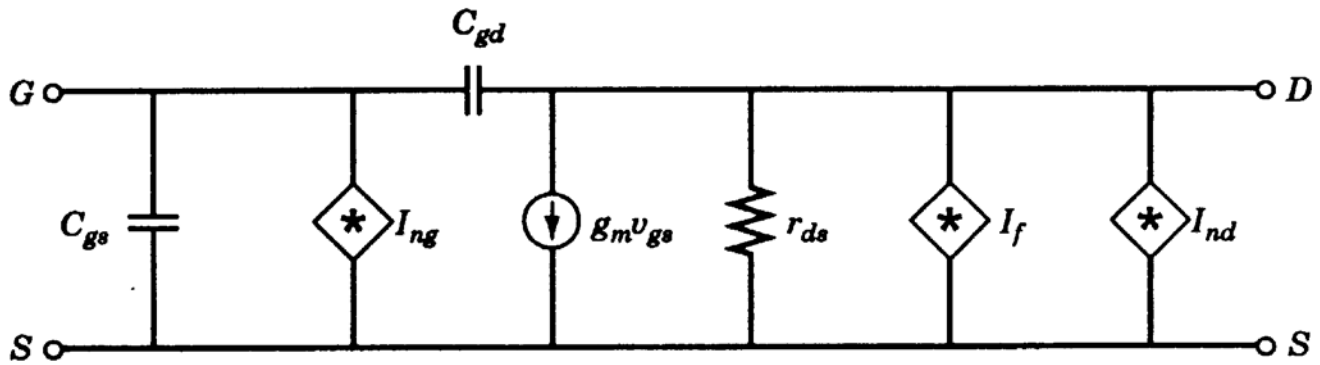 C_gd
G D
C_gs * I_ng g_m v_gs r_ds * I_f * I_nd
S S